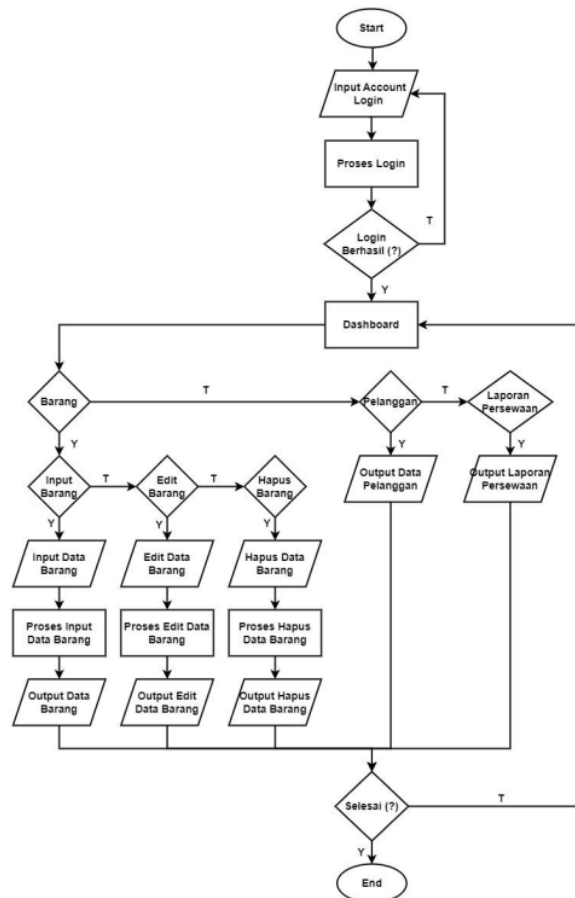 Start
Input Account
Login
Proses Login
T
Login
Berhasil (?)
Y
Dashboard
Barang
T
Pelanggan
T
Laporan
Persewaan
Y
Y
Y
Input
Barang
T
Edit
Barang
T
Hapus
Barang
Output Data
Pelanggan
Output Laporan
Persewaan
Y
Y
Y
Input Data
Barang
Edit Data
Barang
Hapus Data
Barang
Proses Input
Data Barang
Proses Edit Data
Barang
Proses Hapus
Data Barang
Output Data
Barang
Output Edit
Data Barang
Output Hapus
Data Barang
Selesai (?)
T
Y
End